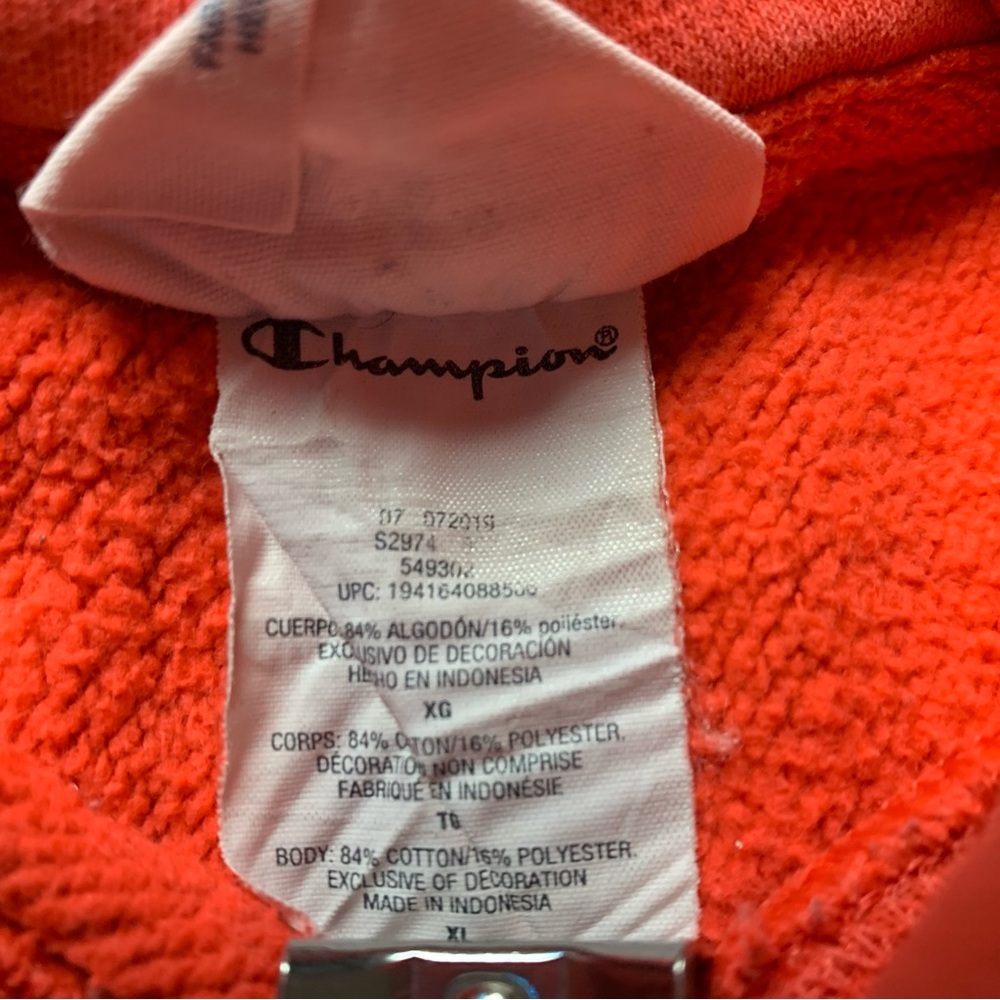 Champion®
07 072019
S2974
549302
UPC:
CUERPO 84% ALGODÓN/16% poliéster.
EXCLUSIVO DE DECORACIÓN
HECHO EN INDONESIA
XG
CORPS: 84% COTON/16% POLYESTER.
DÉCORATION NON COMPRISE
FABRIQUÉ EN INDONÉSIE
TG
BODY: 84% COTTON/16% POLYESTER.
EXCLUSIVE OF DECORATION
MADE IN INDONESIA
XL